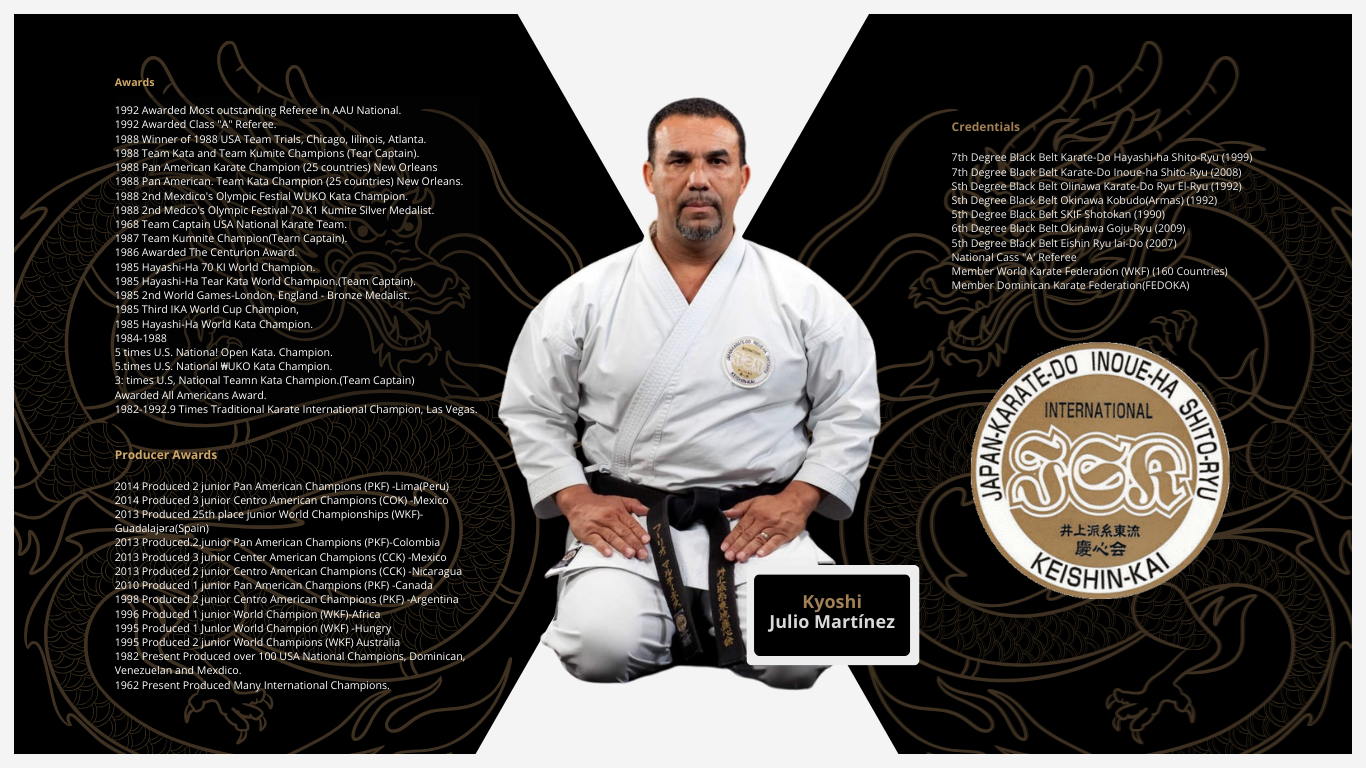 Awards
1992 Awarded Most outstanding Referee in AAU National.
1992 Awarded Class "A" Referee.
1988 Winner of 1988 USA Team Trials, Chicago, Iilinois, Atlanta.
1988 Team Kata and Team Kumite Champions (Tear Captain).
1988 Pan American Karate Champion (25 countries) New Orleans
1988 Pan American. Team Kata Champion (25 countries) New Orleans.
1988 2nd Mexdico's Olympic Festial WUKO Kata Champion.
1988 2nd Medco's Olympic Festival 70 K1 Kumite Silver Medalist.
1968 Team Captain USA National Karate Team.
1987 Team Kumnite Champion(Tearn Captain).
1986 Awarded The Centurion Award.
1985 Hayashi-Ha 70 KI World Champion.
1985 Hayashi-Ha Tear Kata World Champion.(Team Captain).
1985 2nd World Games-London, England - Bronze Medalist.
1985 Third IKA World Cup Champion,
1985 Hayashi-Ha World Kata Champion.
1984-1988
5 times U.S. Nationa! Open Kata. Champion.
5.times U.S. National ₩UKO Kata Champion.
3: times U.S, National Teamn Kata Champion.(Team Captain)
Awarded All Americans Award.
1982-1992.9 Times Traditional Karate International Champion, Las Vegas.
Producer Awards
2014 Produced 2 junior Pan American Champions (PKF) -Lima(Peru)
2014 Produced 3 junior Centro American Champions (COK) -Mexico
2013 Produced 25th place junior World Championships (WKF)-
Guadalajəra(Spain)
2013 Produced.2 junior Pan American Champions (PKF)-Colombia
2013 Produced 3 junior Center American Champions (CCK) -Mexico
2013 Produced 2 junior Centro American Champions (CCK) -Nicaragua
2010 Produced 1 junior Pan American Champions (PKF) -Canada
1998 Produced 2 junior Centro American Champions (PKF) -Argentina
1996 Produced 1 junior World Champion (WKF)-Africa
1995 Produced 1 Junlor World Champion (WKF) -Hungry
1995 Produced 2 junior World Champions (WKF) Australia
1982 Present Produced over 100 USA National Champions, Dominican,
Venezuelan and Mexdico.
1962 Present Produced Many International Champions.
Kyoshi
Julio Martínez
Credentials
7th Degree Black Belt Karate-Do Hayashi-ha Shito-Ryu (1999)
7th Degree Black Belt Karate-Do Inoue-ha Shito-Ryu (2008)
Sth Degree Black Belt Olinawa Karate-Do Ryu El-Ryu (1992)
Sth Degree Black Belt Okinawa Kobudo(Armas) (1992)
5th Degree Black Belt SKIF Shotokan (1990)
6th Degree Black Belt Okinawa Goju-Ryu (2009)
5th Degree Black Belt Eishin Ryu lai-Do (2007)
National Cass "A' Referee
Member World Karate Federation (WKF) (160 Countries)
Member Dominican Karate Federation(FEDOKA)
JAPAN-KARATE-DO INOUE-HA SHITO-RYU
INTERNATIONAL
井上派糸東流
慶心会
KEISHIN-KAI